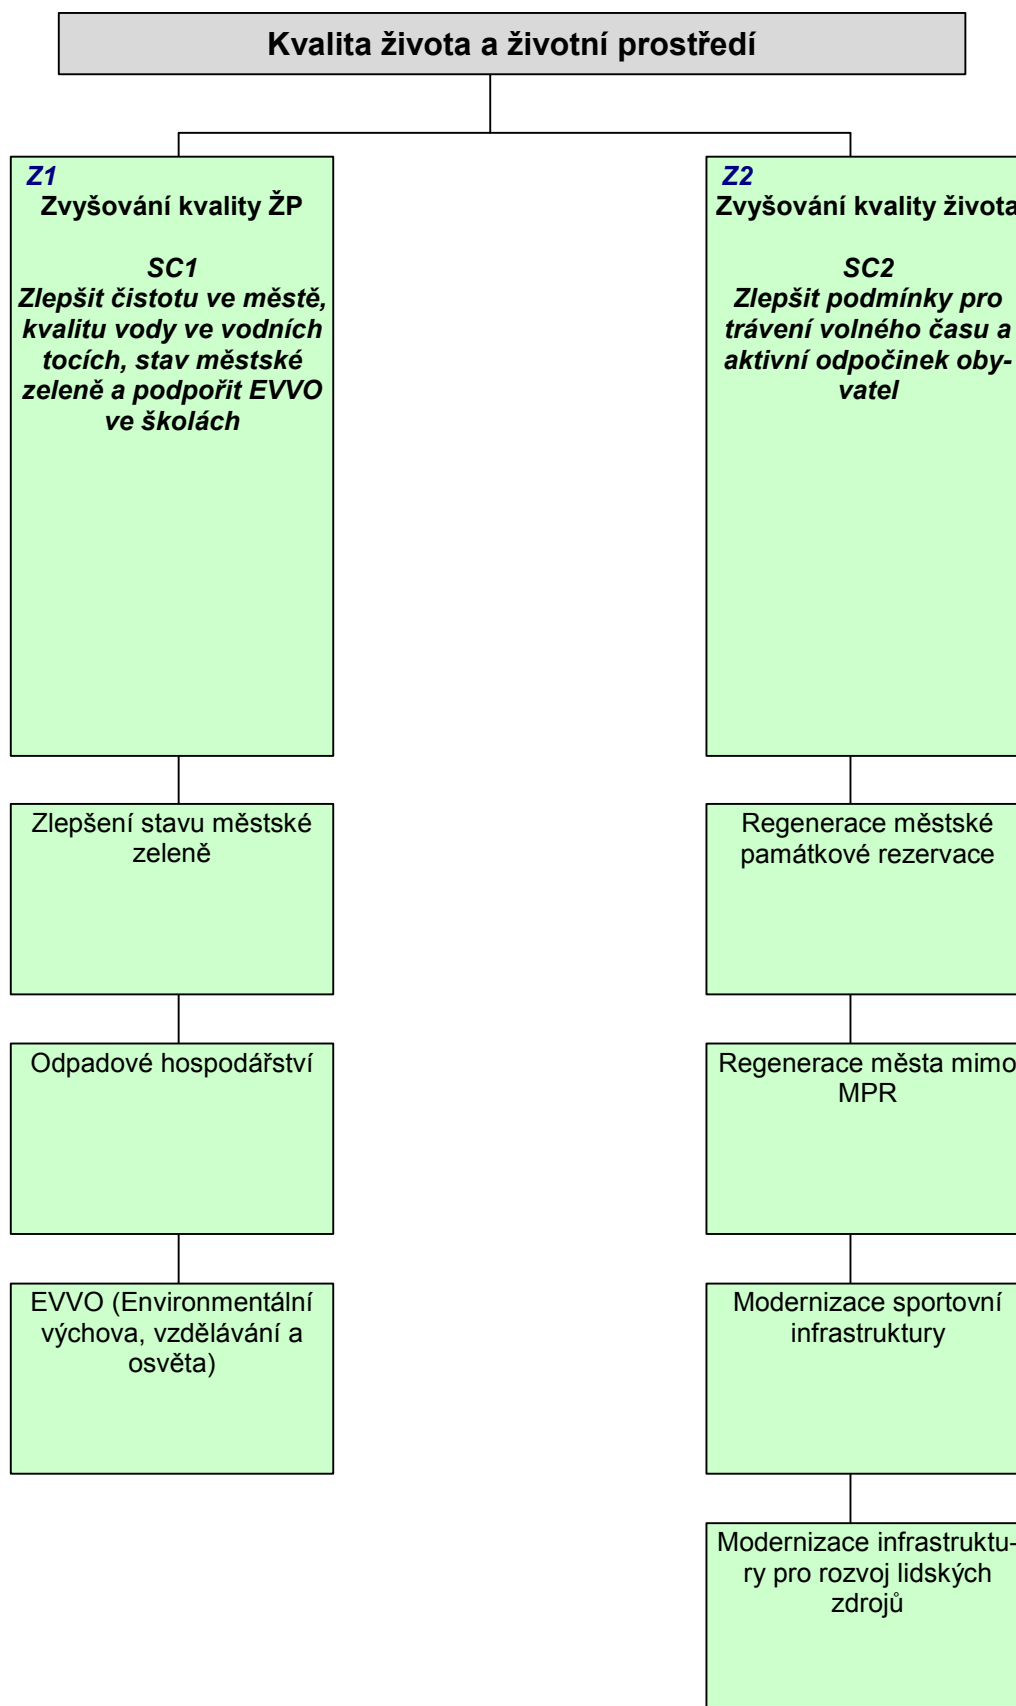 Kvalita života a životní prostředí
Z1
Zvyšování kvality ŽP
SC1
Zlepšit čistotu ve městě,
kvalitu vody ve vodních
tocích, stav městské
zeleně a podpořit EVVO
ve školách
Zlepšení stavu městské
zeleně
Odpadové hospodářství
EVVO (Environmentální
výchova, vzdělávání a
osvěta)
Z2
Zvyšování kvality života
SC2
Zlepšit podmínky pro
trávení volného času a
aktivní odpočinek oby-
vatel
Regenerace městské
památkové rezervace
Regenerace města mimo
MPR
Modernizace sportovní
infrastruktury
Modernizace infrastruktu-
ry pro rozvoj lidských
zdrojů